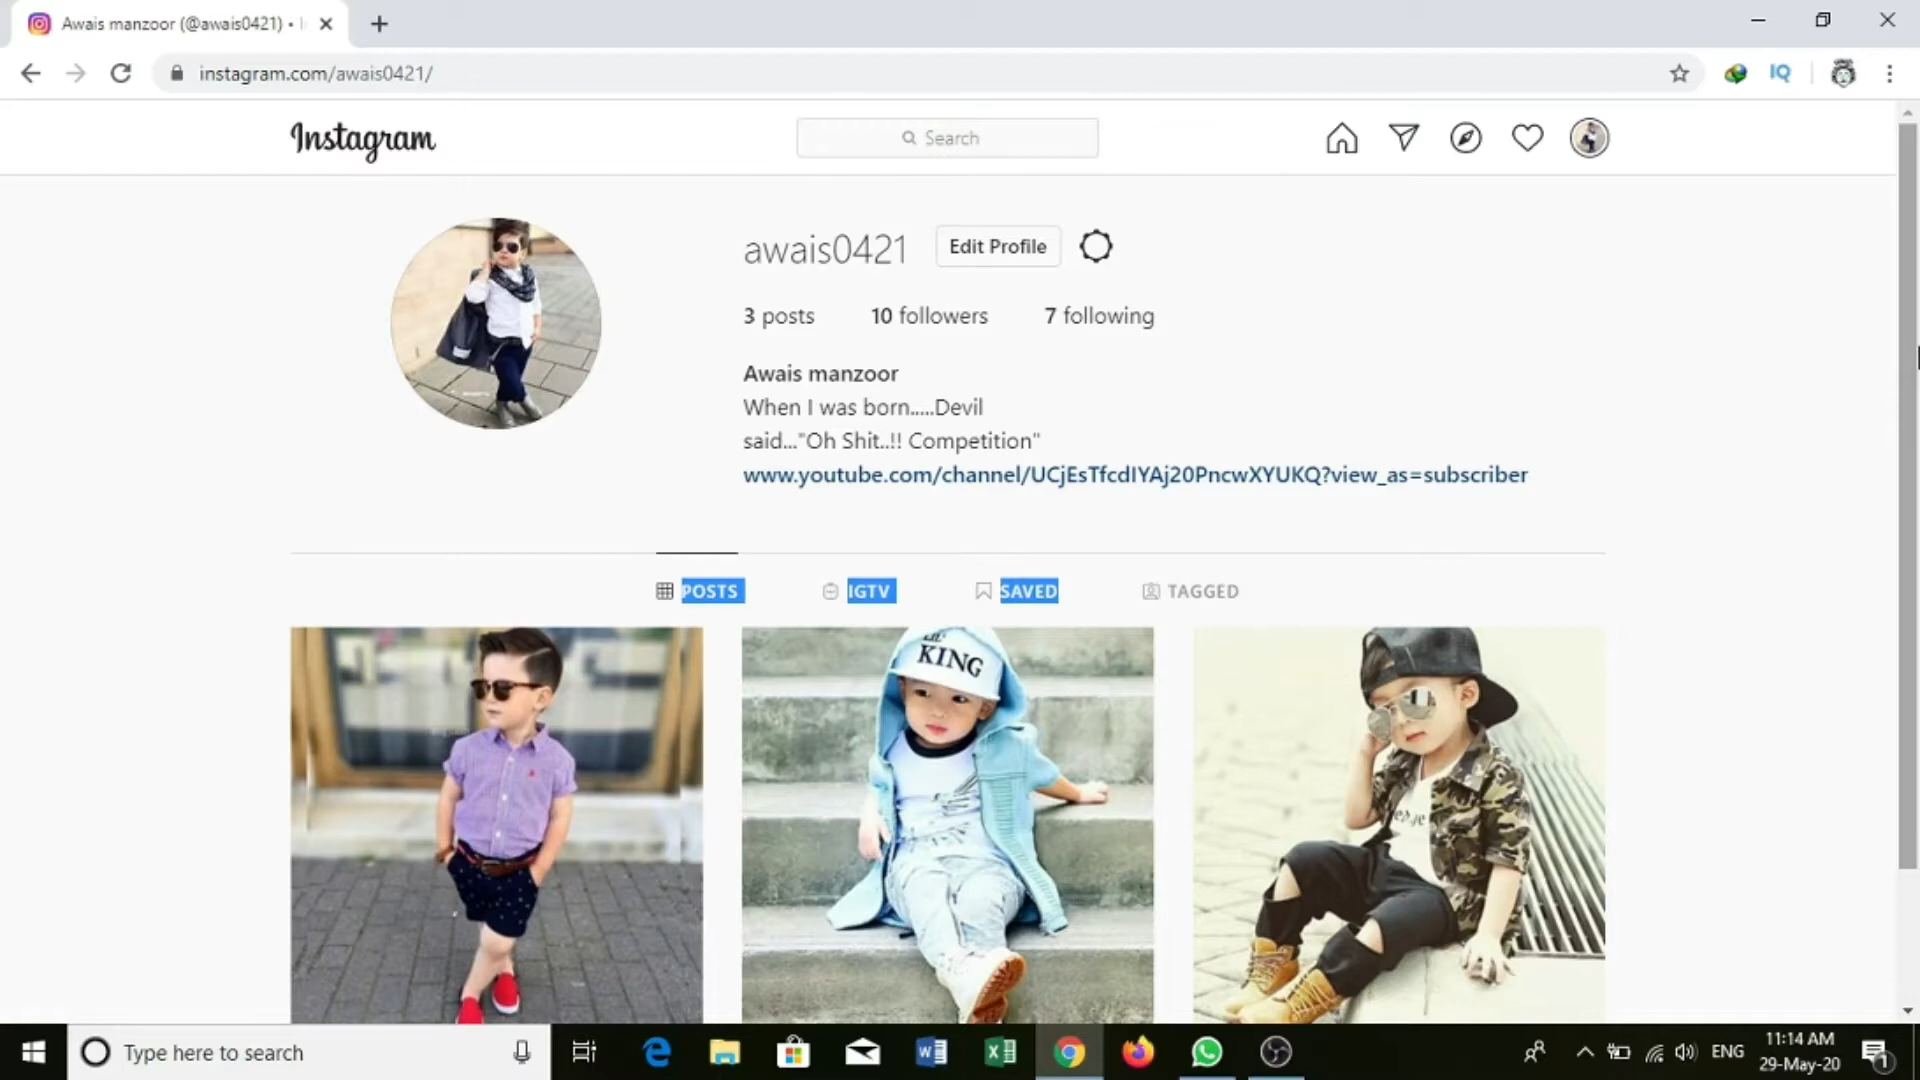 Awais manzoor (@awais0421) •
instagram.com/awais0421/
IQ
Instagram
Search
awais0421
Edit Profile
3 posts
10 followers
7 following
Awais manzoor
When I was born.....Devil
said..."Oh Shit..!! Competition"
www.youtube.com/channel/UCjEsTfcdIYAj20PncwXYUKQ?view_as=subscriber
POSTS
IGTV
SAVED
TAGGED
KING
Type here to search
ENG
11:14 AM
29-May-20
1